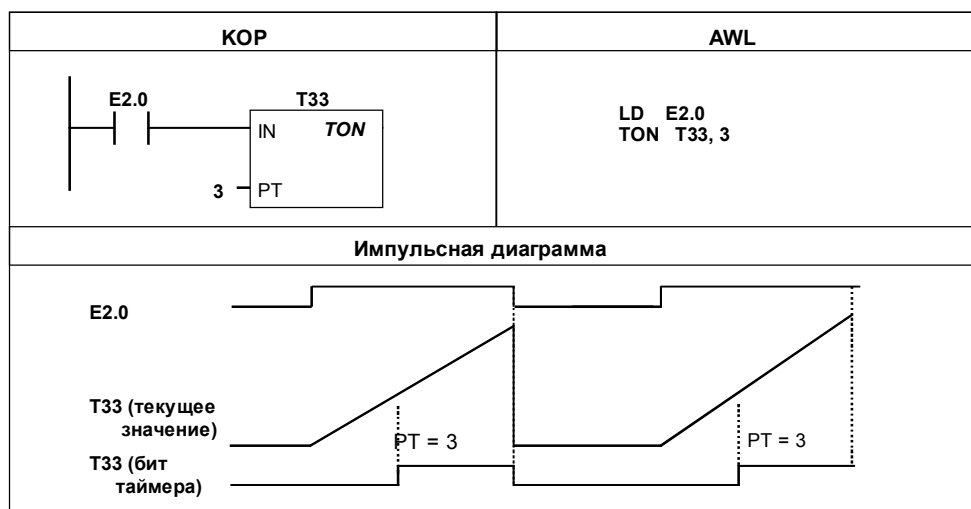 KOP
AWL
E2.0
T33
IN TON
3 PT
LD E2.0
TON T33, 3
Импульсная диаграмма
E2.0
T33 (текущее
значение)
PT = 3
PT = 3
T33 (бит
таймера)